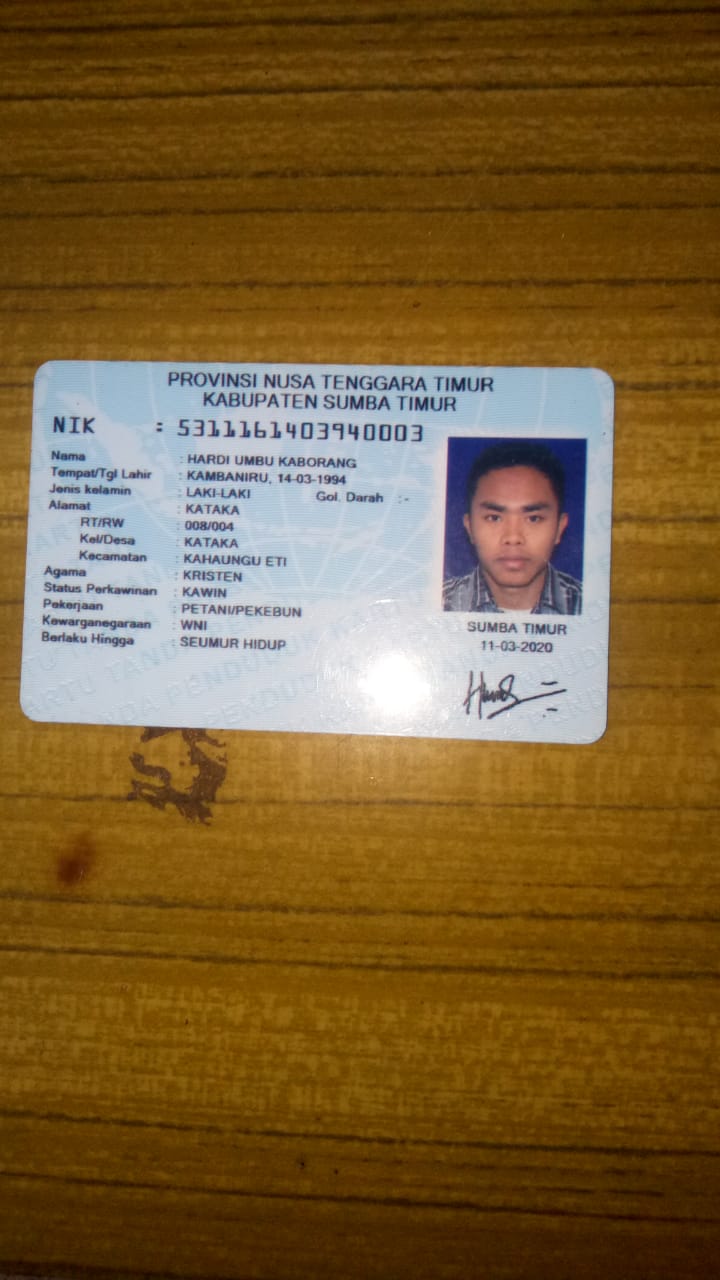 PROVINSI NUSA TENGGARA TIMUR
KABUPATEN SUMBA TIMUR
NIK : 5311161403940003
Nama : HARDI UMBU KABORANG
Tempat/Tgl Lahir : KAMBANIRU, 14-03-1994
Jenis kelamin : LAKI-LAKI Gol. Darah : -
Alamat : KATAKA
RT/RW : 008/004
Kel/Desa : KATAKA
Kecamatan : KAHAUNGU ETI
Agama : KRISTEN
Status Perkawinan : KAWIN
Pekerjaan : PETANI/PEKEBUN
Kewarganegaraan : WNI
Berlaku Hingga : SEUMUR HIDUP
SUMBA TIMUR
11-03-2020